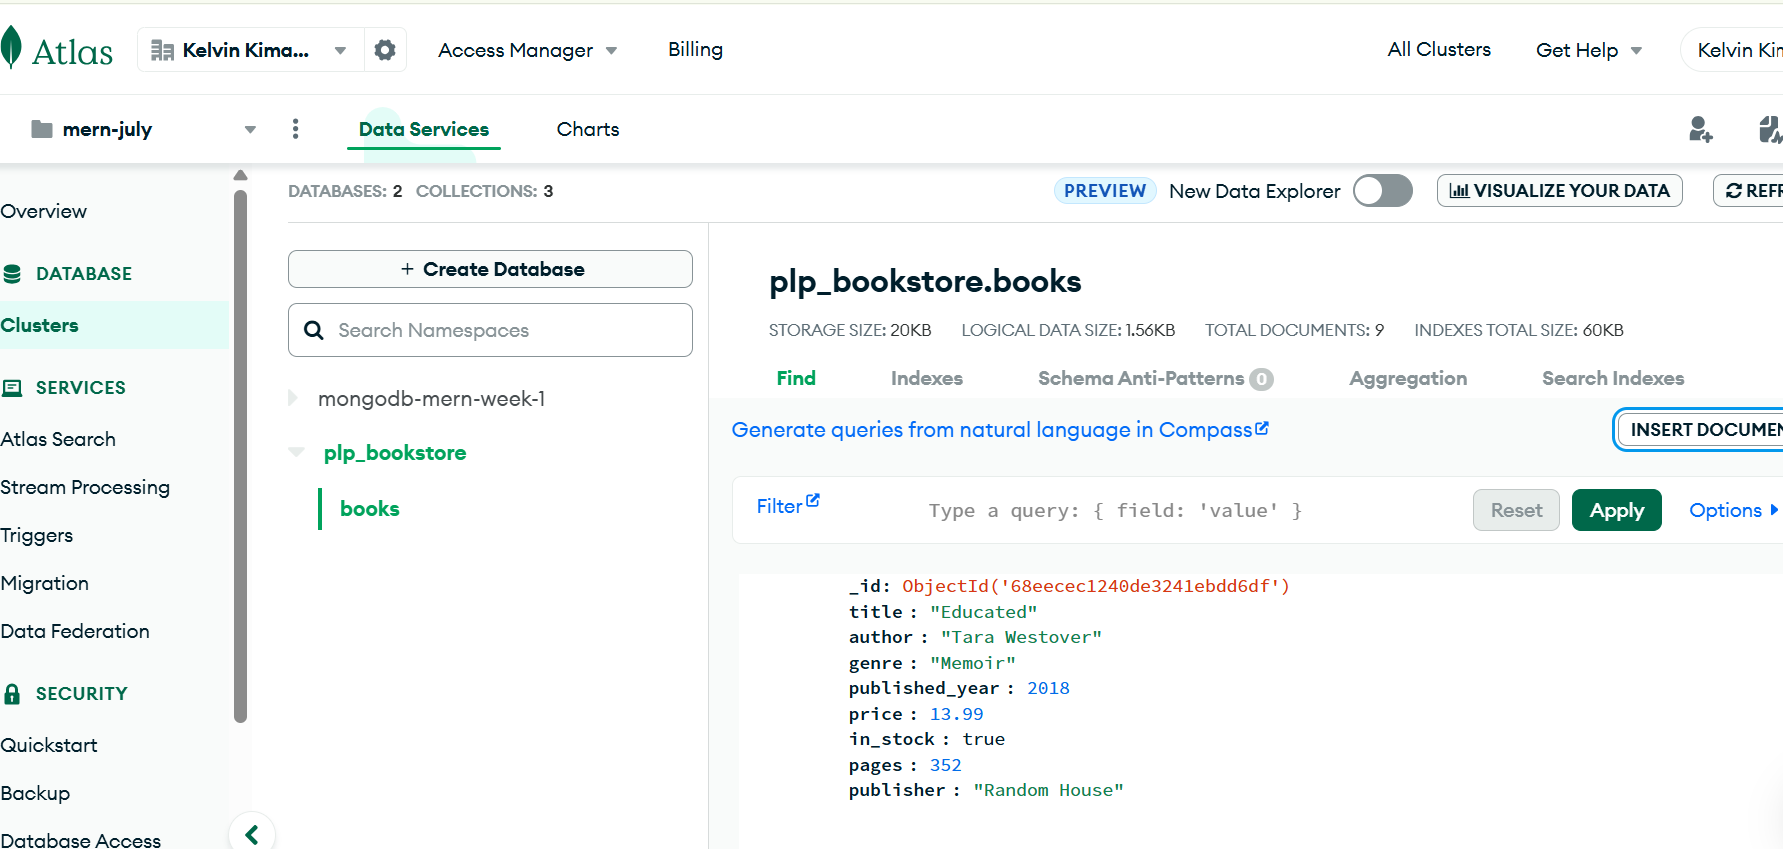 Atlas
Kelvin Kima...
Access Manager
Billing
All Clusters
Get Help
Kelvin Kim
mern-july
Data Services
Charts
Overview
DATABASE
Clusters
SERVICES
Atlas Search
Stream Processing
Triggers
Migration
Data Federation
SECURITY
Quickstart
Backup
Database Access
DATABASES: 2 COLLECTIONS: 3
PREVIEW New Data Explorer
VISUALIZE YOUR DATA
REFR
+ Create Database
Search Namespaces
mongodb-mern-week-1
plp_bookstore
books
plp_bookstore.books
STORAGE SIZE: 20KB LOGICAL DATA SIZE: 1.56KB TOTAL DOCUMENTS: 9 INDEXES TOTAL SIZE: 60KB
Find Indexes Schema Anti-Patterns 0 Aggregation Search Indexes
Generate queries from natural language in Compass
INSERT DOCUMEN
Filter
Type a query: { field: 'value' }
Reset
Apply
Options
_id: ObjectId('68eecec1240de3241ebdd6df')
title : "Educated"
author : "Tara Westover"
genre : "Memoir"
published_year : 2018
price : 13.99
in_stock : true
pages : 352
publisher : "Random House"